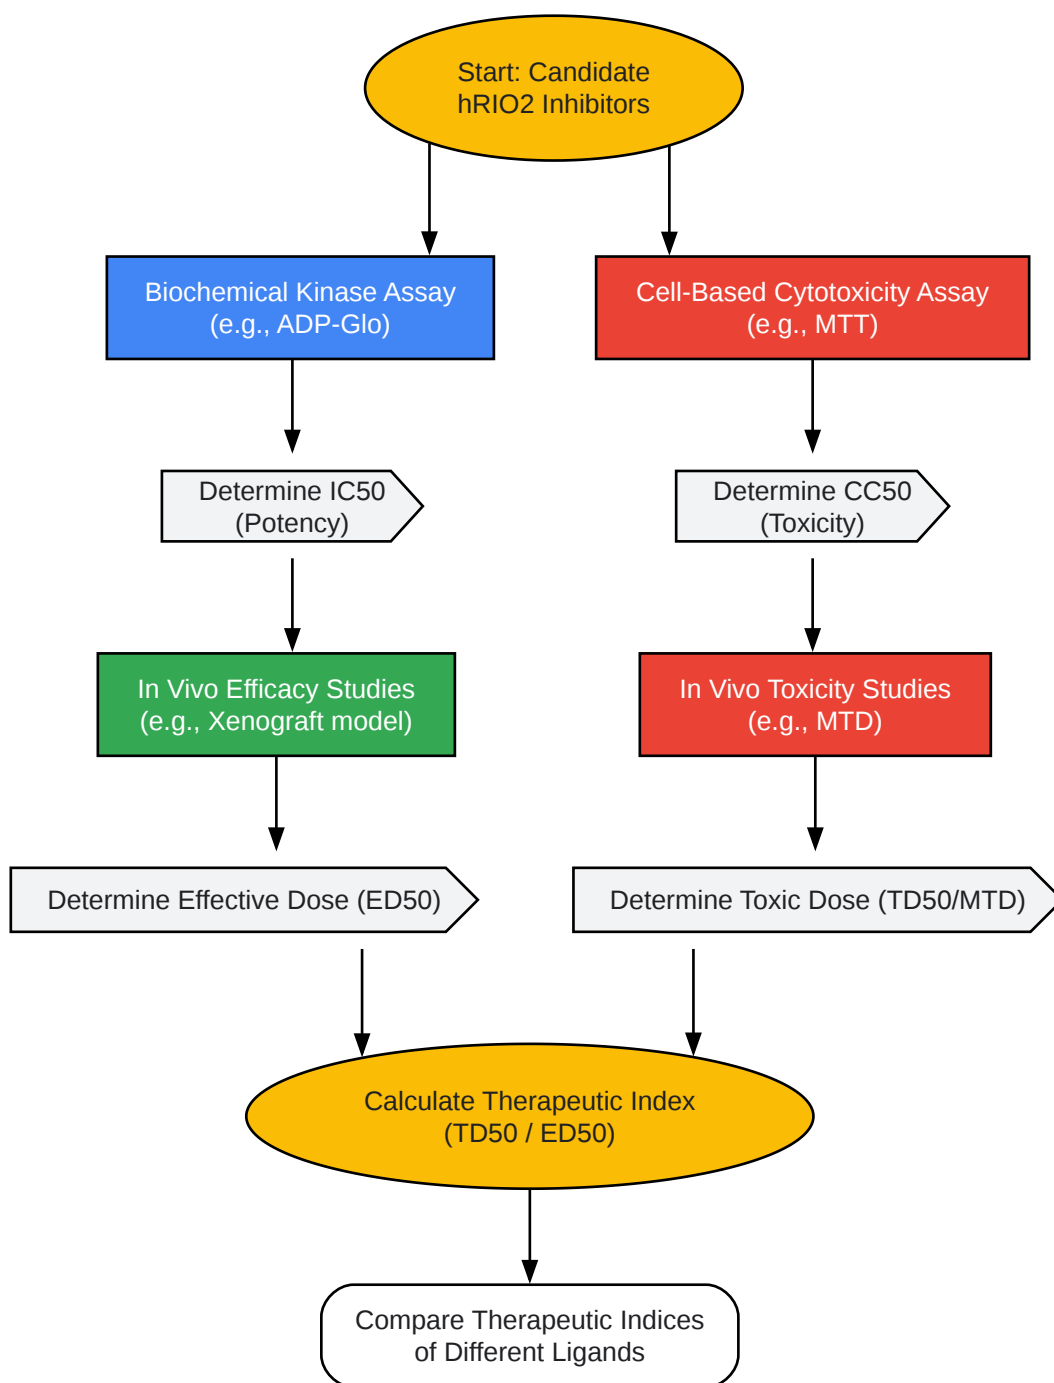 Start: Candidate
hRIO2 Inhibitors
Biochemical Kinase Assay
(e.g., ADP-Glo)
Cell-Based Cytotoxicity Assay
(e.g., MTT)
Determine IC50
(Potency)
Determine CC50
(Toxicity)
In Vivo Efficacy Studies
(e.g., Xenograft model)
In Vivo Toxicity Studies
(e.g., MTD)
Determine Effective Dose (ED50)
Determine Toxic Dose (TD50/MTD)
Calculate Therapeutic Index
(TD50 / ED50)
Compare Therapeutic Indices
of Different Ligands